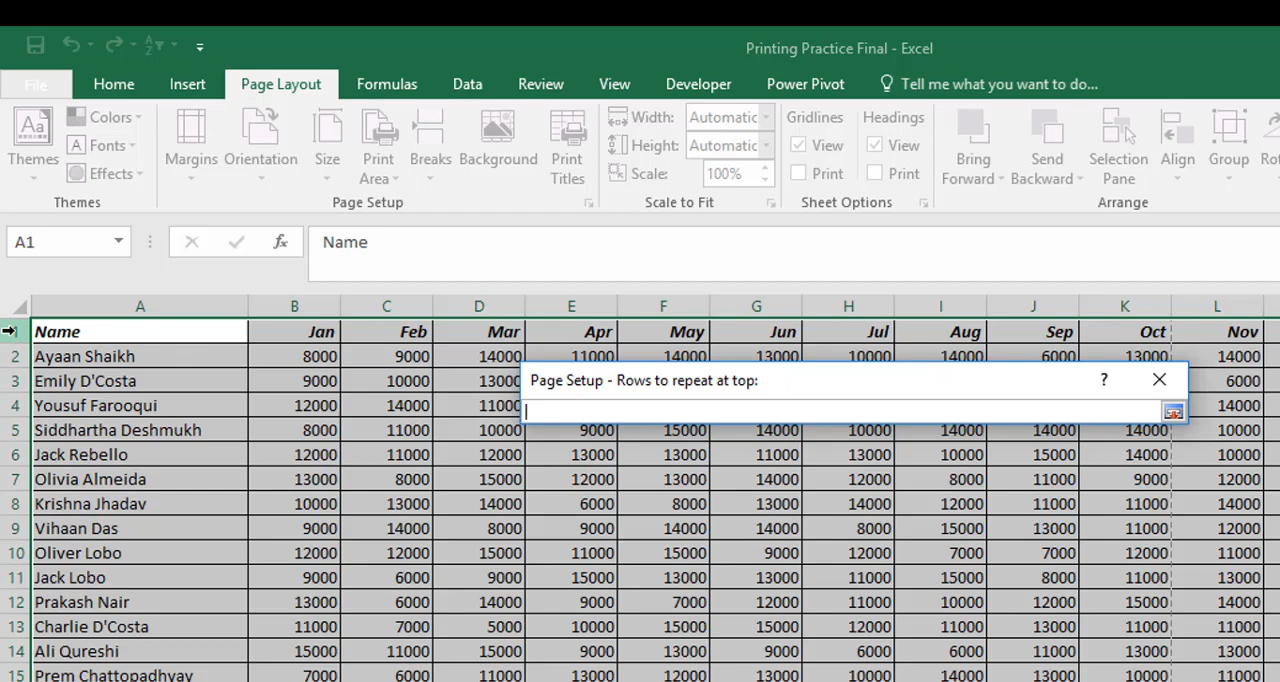 Printing Practice Final - Excel
File Home Insert Page Layout Formulas Data Review View Developer Power Pivot Tell me what you want to do...
Colors Width: Automatic Gridlines Headings
Fonts Height: Automatic View View
Themes Margins Orientation Size Print Breaks Background Print Bring Send Selection Align Group
Effects Scale: 100% Print Print
Area Titles Forward Backward Pane
Themes Page Setup Scale to Fit Sheet Options Arrange
A1 fx Name
A B C D E F G H I J K L
Name Jan Feb Mar Apr May Jun Jul Aug Sep Oct Nov
2 Ayaan Shaikh 8000 9000 14000 11000 14000 13000 10000 14000 6000 13000 14000
Page Setup - Rows to repeat at top: ?
3 Emily D'Costa 9000 10000 13000 6000
4 Yousuf Farooqui 12000 14000 11000 14000
5 Siddhartha Deshmukh 8000 11000 10000 9000 15000 14000 10000 14000 14000 14000 10000
6 Jack Rebello 12000 11000 12000 13000 13000 11000 13000 10000 15000 14000 10000
7 Olivia Almeida 13000 8000 15000 12000 13000 14000 12000 8000 11000 9000 12000
8 Krishna Jhadav 10000 13000 14000 6000 8000 13000 14000 12000 11000 11000 14000
9 Vihaan Das 9000 14000 8000 9000 14000 14000 8000 15000 13000 11000 12000
10 Oliver Lobo 12000 12000 15000 11000 15000 9000 12000 7000 7000 12000 11000
11 Jack Lobo 9000 6000 9000 15000 13000 13000 11000 15000 8000 11000 13000
12 Prakash Nair 13000 6000 14000 9000 7000 12000 11000 10000 12000 15000 14000
13 Charlie D'Costa 11000 7000 5000 10000 15000 15000 12000 11000 13000 11000 11000
14 Ali Qureshi 15000 11000 15000 9000 13000 9000 6000 6000 11000 13000 13000
15 Prem Chattopadhyay 7000 6000 11000 13000 12000 13000 10000 14000 13000 10000 11000